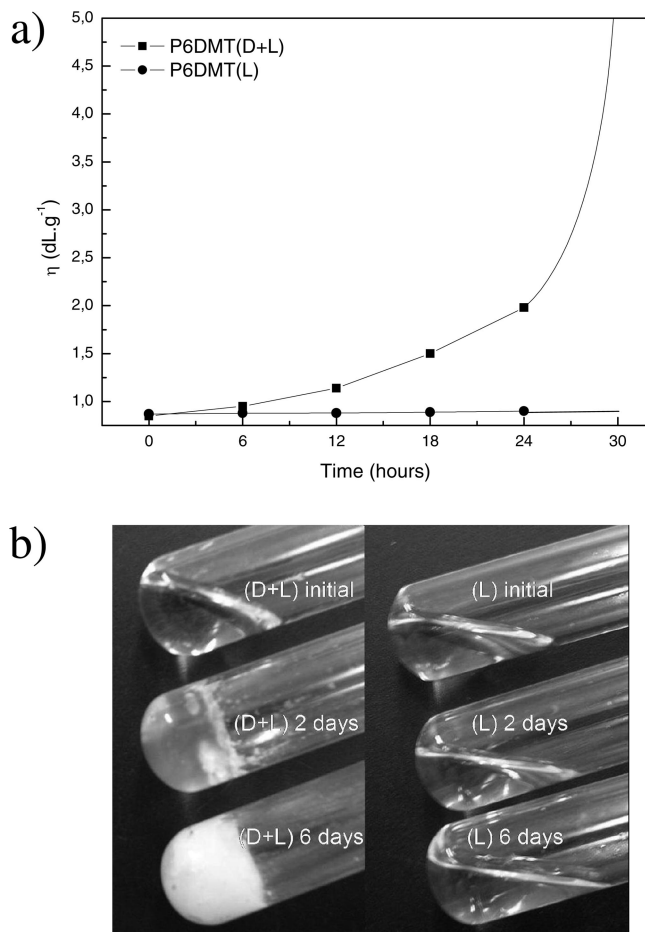 a)
5,0
4,5
4,0
3,5
3,0
2,5
2,0
1,5
1,0
η (dL.g⁻¹)
P6DMT(D+L)
P6DMT(L)
0 6 12 18 24 30
Time (hours)
b)
(D+L) initial
(D+L) 2 days
(D+L) 6 days
(L) initial
(L) 2 days
(L) 6 days